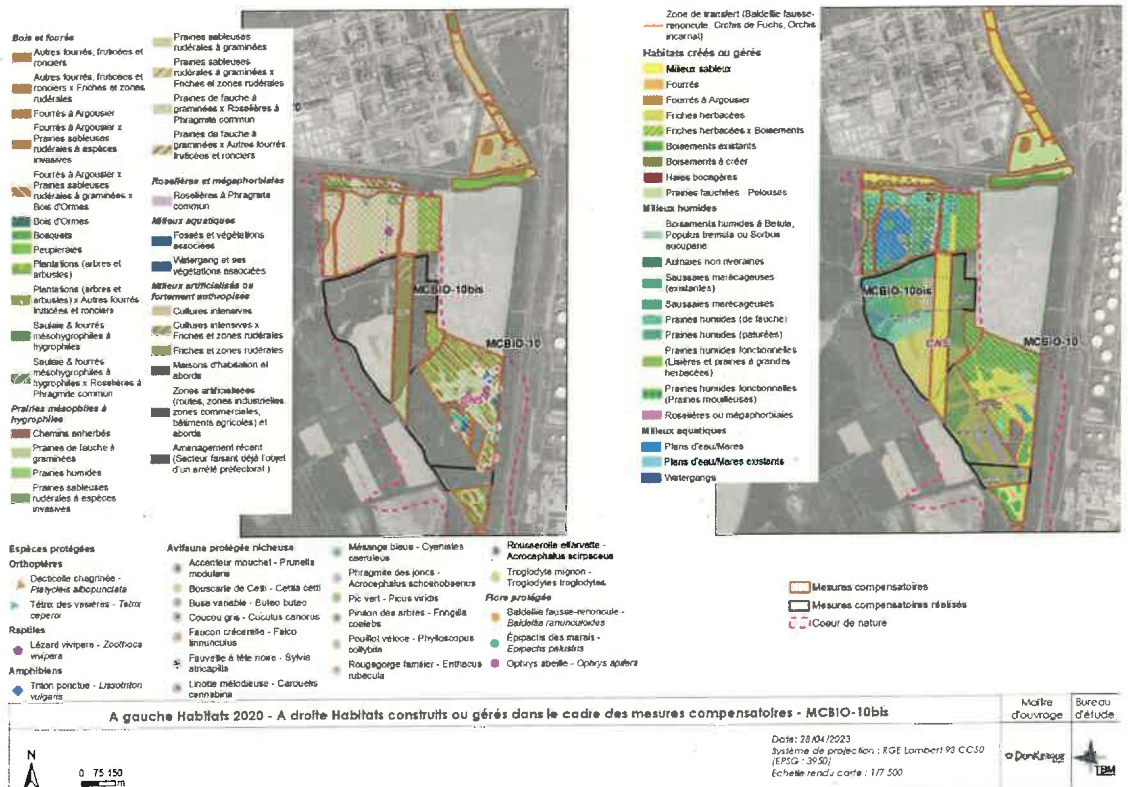 Bois et fourrés
Autres fourrés, fruticées et
ronciers
Autres fourrés, fruticées et
ronciers x Friches et zones
rudérales
Fourrés à Argousier
Fourrés à Argousier x
Prairies sableuses
rudérales à espèces
invasives
Fourrés à Argousier x
Prairies sableuses
rudérales à graminées x
Bois d'Ormes
Bois d'Ormes
Bosquets
Peupleraies
Plantations (arbres et
arbustes)
Plantations (arbres et
arbustes) x Autres fourrés,
fruticées et ronciers
Saulaie & fourrés
mésohygrophiles à
hygrophiles
Saulaie & fourrés
mésohygrophiles à
hygrophiles x Roselières à
Phragmite commun
Prairies mésophiles à
hygrophiles
Chemins enherbés
Prairies de fauche à
graminées
Prairies humides
Prairies sableuses
rudérales à espèces
invasives
Prairies sableuses
rudérales à graminées
Prairies sableuses
rudérales à graminées x
Friches et zones rudérales
Prairies de fauche à
graminées x Roselières à
Phragmite commun
Prairies de fauche à
graminées x Autres fourrés,
fruticées et ronciers
Roselières et mégaphorbiaies
Roselières à Phragmite
commun
Milieux aquatiques
Fossés et végétations
associées
Watergang et ses
végétations associées
Milieux artificialisés ou
fortement anthropisés
Cultures intensives
Cultures intensives x
Friches et zones rudérales
Friches et zones rudérales
Maisons d'habitation et
abords
Zones artificialisées
(routes, zones industrielles,
zones commerciales,
bâtiments agricoles) et
abords
Aménagement récent
(Secteur faisant déjà l'objet
d'un arrêté préfectoral )
MCBIO-10bis
MCBIO-10
CNS
Zone de transfert (Baldellie fausse-
renoncule, Orchis de Fuchs, Orchis
incarnat)
Habitats créés ou gérés
Milieux sableux
Fourrés
Fourrés à Argousier
Friches herbacées
Friches herbacées x Boisements
Boisements existants
Boisements à créer
Haies bocagères
Prairies fauchées - Pelouses
Milieux humides
Boisements humides à Betula,
Populus tremula ou Sorbus
aucuparia
Aulnaies non riveraines
Saussaies marécageuses
(existantes)
Saussaies marécageuses
Prairies humides (de fauche)
Prairies humides (paturées)
Prairies humides fonctionnelles
(Lisières et prairies à grandes
herbacées)
Prairies humides fonctionnelles
(Prairies mouilleuses)
Roselières ou mégaphorbiaies
Milieux aquatiques
Plans d'eau/Mares
Plans d'eau/Mares existants
Watergangs
MCBIO-10bis
MCBIO-10
CNS
Espèces protégées
Orthoptères
Decticelle chagrinée -
Platycleis albopunctata
Tétrix des vasières - Tetrix
ceperoi
Reptiles
Lézard vivipare - Zootoca
vivipara
Amphibiens
Triton ponctué - Lissotriton
vulgaris
Avifaune protégée nicheuse
Accenteur mouchet - Prunella
modularis
Bouscarle de Cetti - Cettia cetti
Buse variable - Buteo buteo
Coucou gris - Cuculus canorus
Faucon crécerelle - Falco
tinnunculus
Fauvette à tête noire - Sylvia
atricapilla
Linotte mélodieuse - Carduelis
cannabina
Mésange bleue - Cyanistes
caeruleus
Phragmite des joncs -
Acrocephalus schoenobaenus
Pic vert - Picus viridis
Pinson des arbres - Fringilla
coelebs
Pouillot véloce - Phylloscopus
collybita
Rougegorge familier - Erithacus
rubecula
Rousserolle effarvatte -
Acrocephalus scirpaceus
Troglodyte mignon -
Troglodytes troglodytes
Flore protégée
Baldellie fausse-renoncule -
Baldellia ranunculoides
Épipactis des marais -
Epipactis palustris
Ophrys abeille - Ophrys apifera
Mesures compensatoires
Mesures compensatoires réalisés
Coeur de nature
A gauche Habitats 2020 - A droite Habitats construits ou gérés dans le cadre des mesures compensatoires - MCBIO-10bis
Maître
d'ouvrage
Bureau
d'étude
N
0 75 150
m
Date: 28/04/2023
Système de projection : RGF Lambert 93 CC50
(EPSG : 3950)
Echelle rendu carte : 1/7 500
Dunkerque
TBM